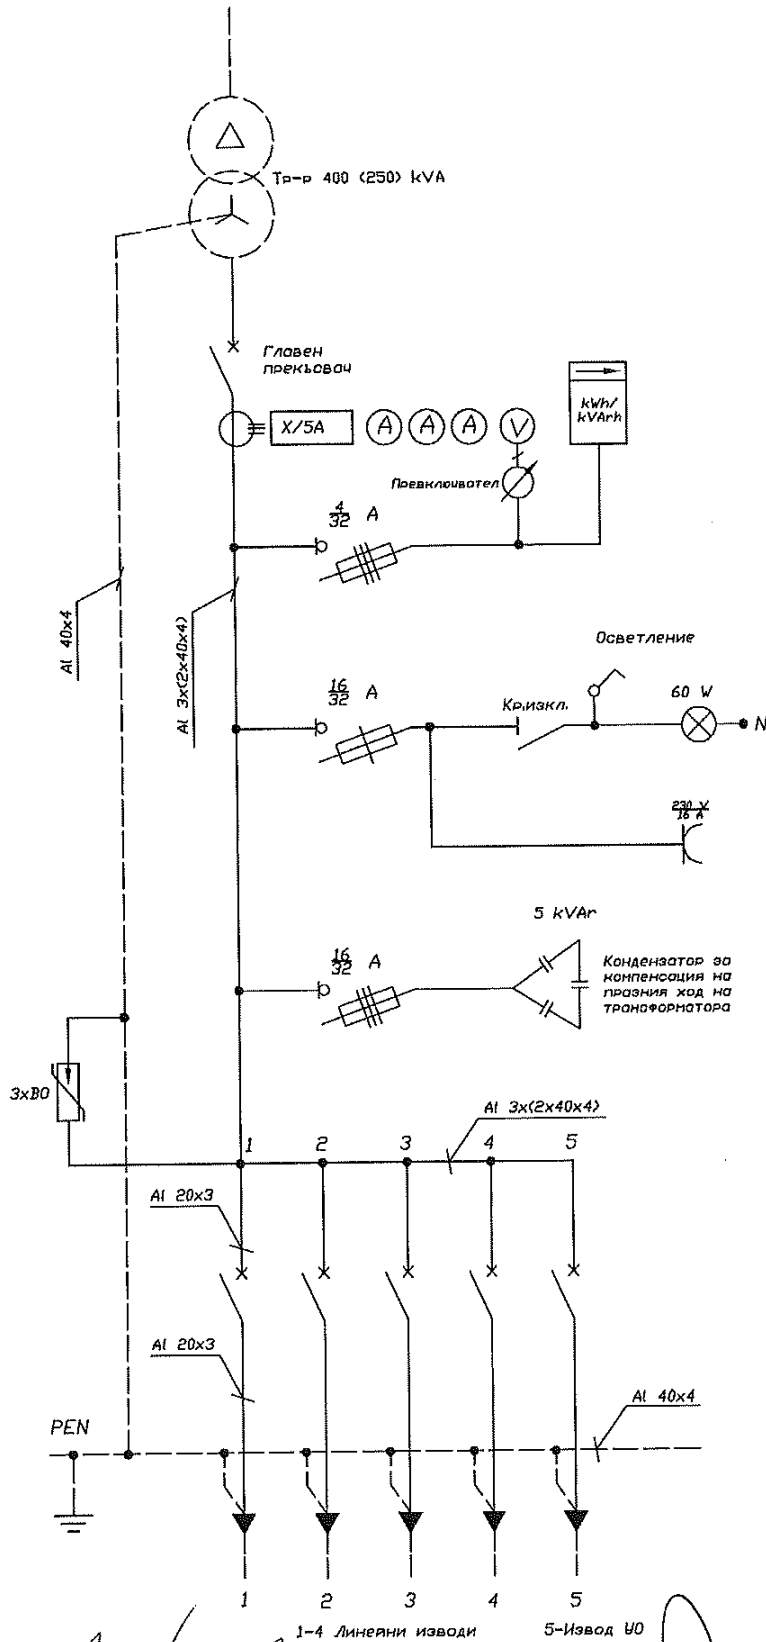 Тр-р 400 (250) kVA
Главен
прекъсвач
X/5A
A
A
A
V
kWh/
kVArh
Превключвател
4/32 A
Al 40x4
Al 3x(2x40x4)
Осветление
16/32 A
Кр.изкл.
60 W
N
230 V
16 A
5 kVAr
16/32 A
Кондензатор за
компенсация на
празния ход на
трансформатора
3xВО
Al 3x(2x40x4)
1 2 3 4 5
Al 20x3
Al 20x3
Al 40x4
PEN
1 2 3 4 5
1-4 Линейни изводи
5-Извод УО